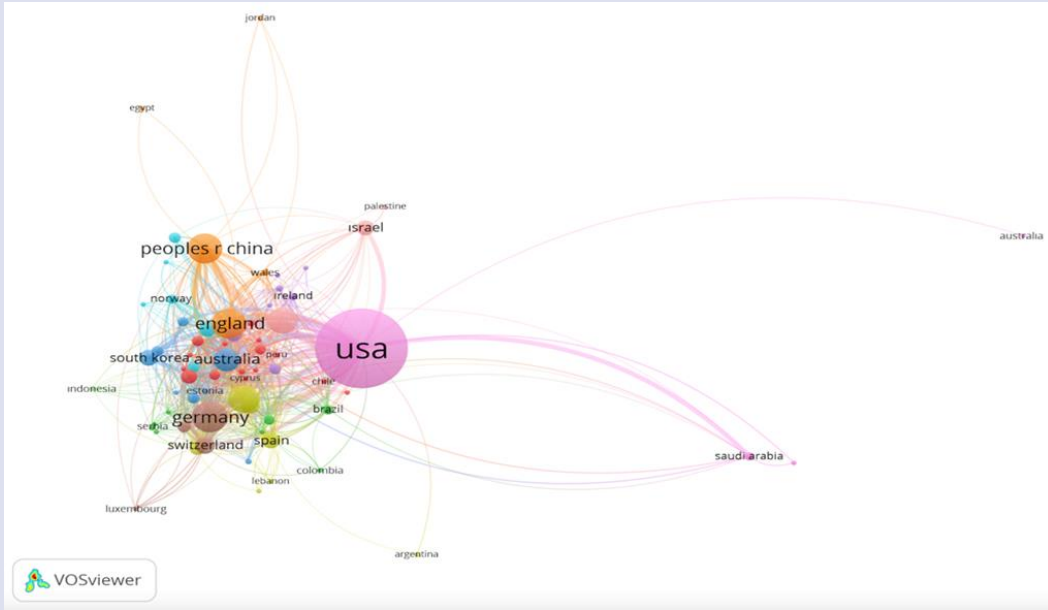 jordan
egypt
palestine
israel
australia
peoples r china
wales
norway
ireland
england
usa
south korea
australia
peru
cyprus
chile
indonesia
estonia
brazil
germany
serbia
switzerland
spain
saudi arabia
colombia
lebanon
luxembourg
argentina
VOSviewer